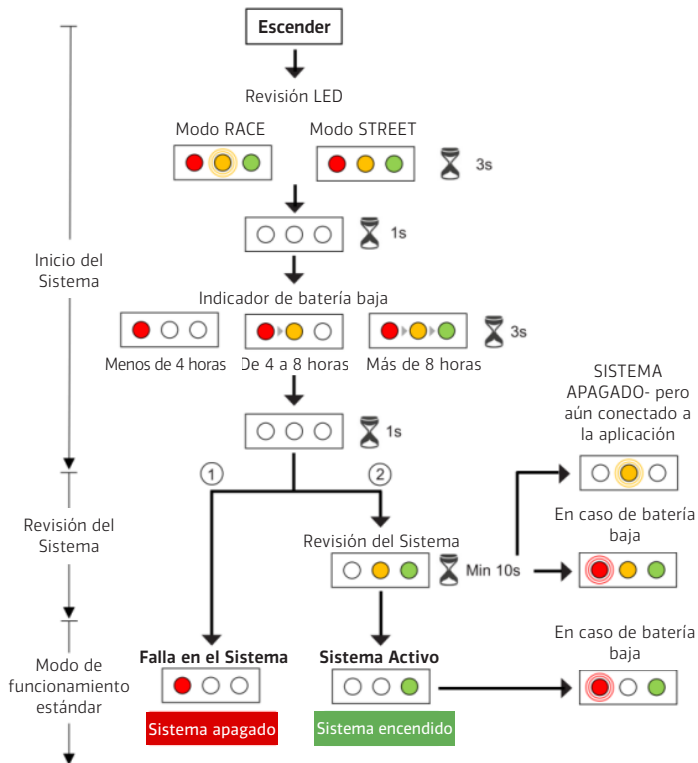 Escender
Revisión LED
Modo RACE
Modo STREET
3s
1s
Inicio del
Sistema
Indicador de batería baja
3s
Menos de 4 horas
De 4 a 8 horas
Más de 8 horas
1s
SISTEMA
APAGADO- pero
aún conectado a
la aplicación
1
2
Revisión del
Sistema
Revisión del Sistema
Min 10s
En caso de batería
baja
Modo de
funcionamiento
estándar
Falla en el Sistema
Sistema apagado
Sistema Activo
Sistema encendido
En caso de batería
baja